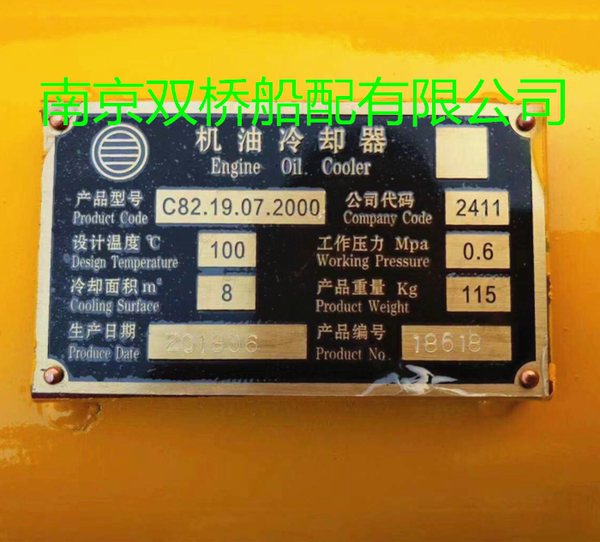 南京双桥船配有限公司
机油冷却器
Engine Oil Cooler
产品型号 C82.19.07.2000 公司代码 2411
Product Code Company Code
设计温度 ℃ 100 工作压力 Mpa 0.6
Design Temperature Working Pressure
冷却面积 m² 8 产品重量 Kg 115
Cooling Surface Product Weight
生产日期 201906 产品编号 18618
Produce Date Product No.